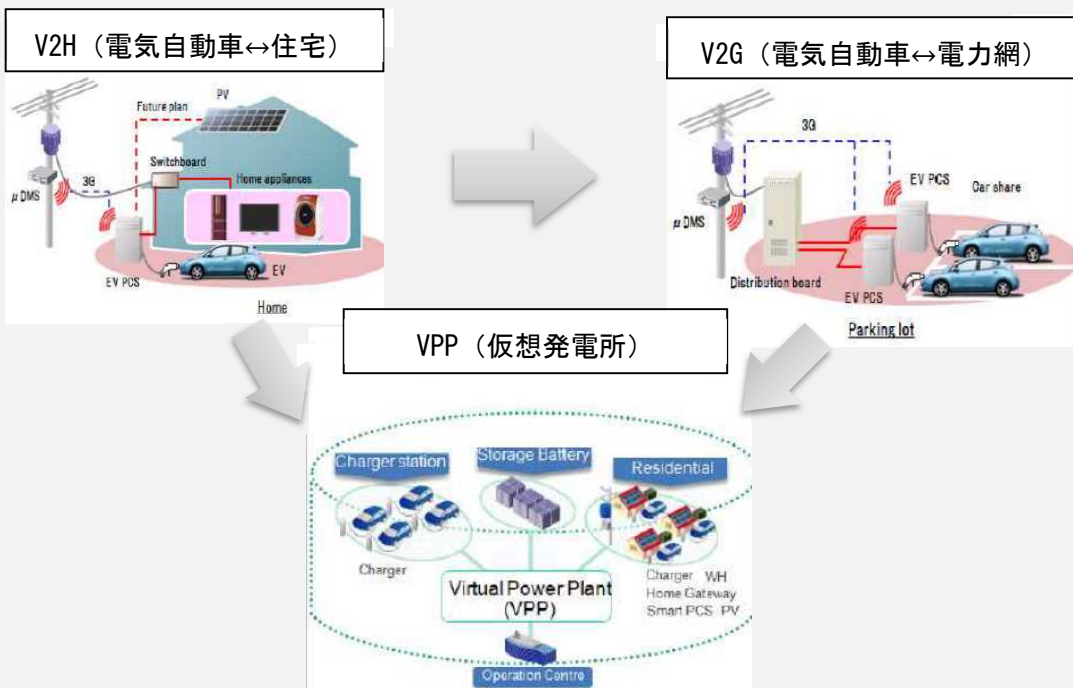 V2H（電気自動車↔住宅）
PV
Future plan
Switchboard
3G
Home appliances
μDMS
EV PCS
EV
Home
V2G（電気自動車↔電力網）
3G
EV PCS
Car share
μDMS
Distribution board
EV PCS
Parking lot
VPP（仮想発電所）
Charger station
Storage Battery
Residential
Charger
Virtual Power Plant
(VPP)
Charger WH
Home Gateway
Smart PCS PV
Operation Centre